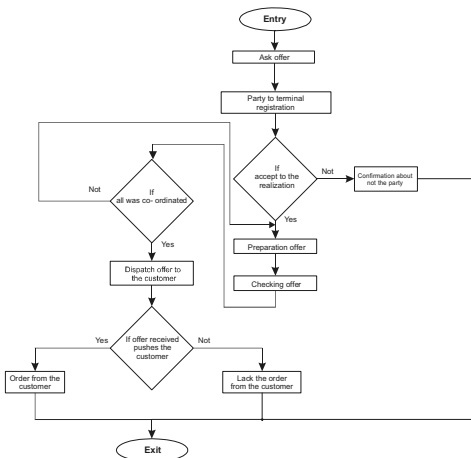 Entry
Ask offer
Party to terminal
registration
If
accept to the
realization
Not
Confirmation about
not the party
Yes
Preparation offer
Checking offer
If
all was co- ordinated
Not
Yes
Dispatch offer to
the customer
If offer received
pushes the
customer
Yes
Not
Order from the
customer
Lack the order
from the customer
Exit